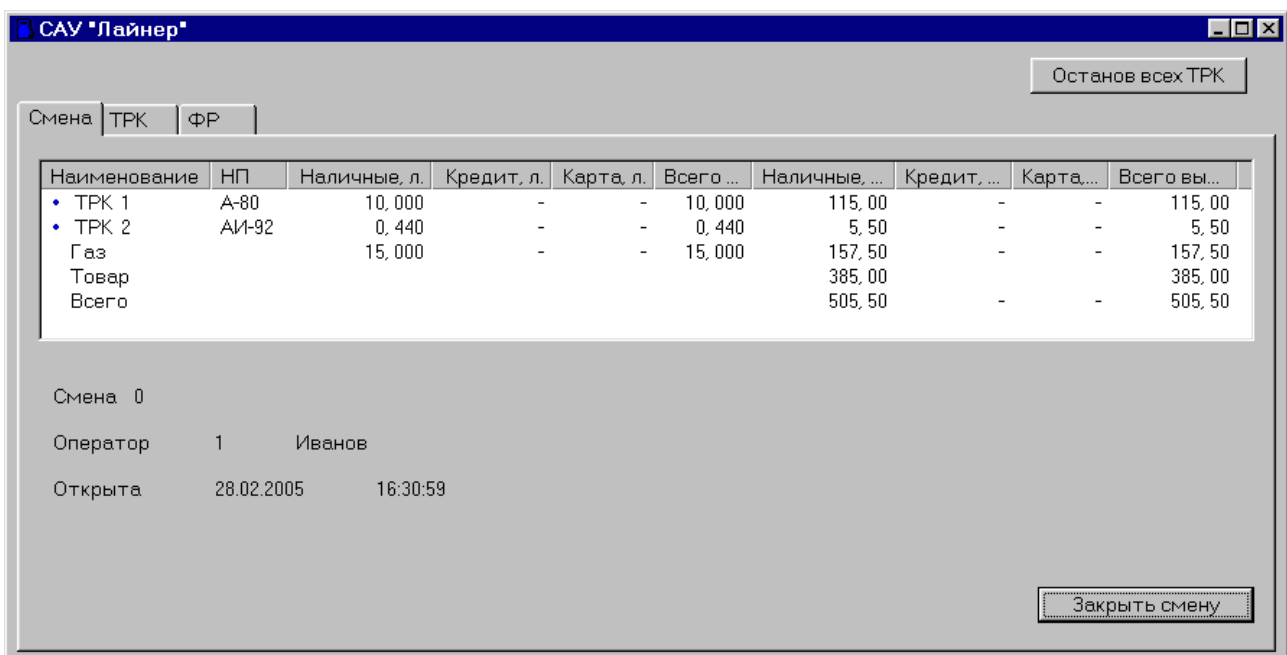 САУ "Лайнер"
Останов всех ТРК
Смена ТРК ФР
Наименование НП Наличные, л. Кредит, л. Карта, л. Всего ... Наличные, ... Кредит, ... Карта,... Всего вы...
ТРК 1 А-80 10,000 - - 10,000 115,00 - - 115,00
ТРК 2 АИ-92 0,440 - - 0,440 5,50 - - 5,50
Газ 15,000 - - 15,000 157,50 - - 157,50
Товар 385,00 385,00
Всего 505,50 - - 505,50
Смена 0
Оператор 1 Иванов
Открыта 28.02.2005 16:30:59
Закрыть смену